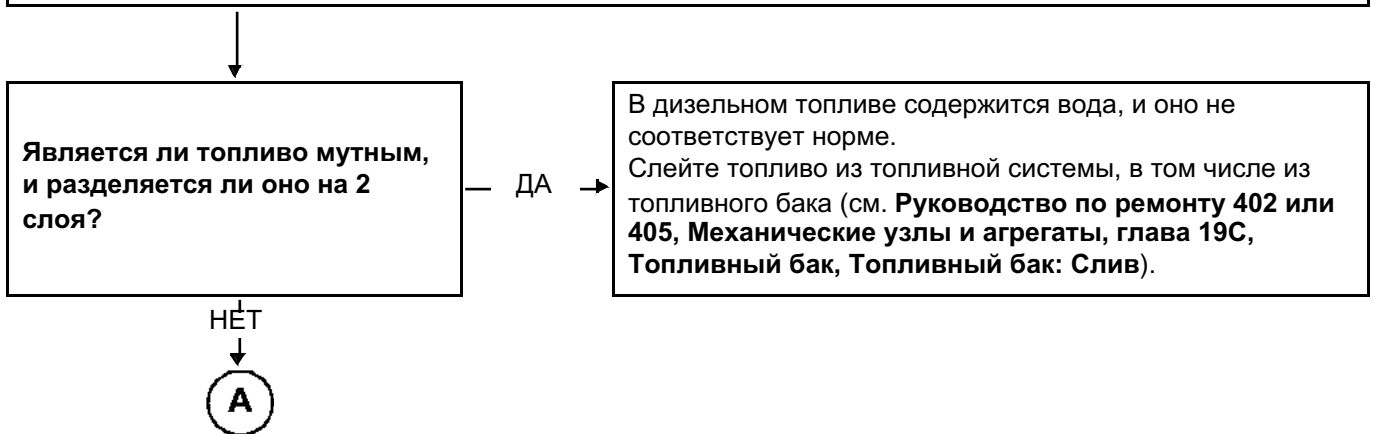 Является ли топливо мутным,
и разделяется ли оно на 2
слоя?
ДА
В дизельном топливе содержится вода, и оно не
соответствует норме.
Слейте топливо из топливной системы, в том числе из
топливного бака (см. Руководство по ремонту 402 или
405, Механические узлы и агрегаты, глава 19С,
Топливный бак, Топливный бак: Слив).
НЕТ
А